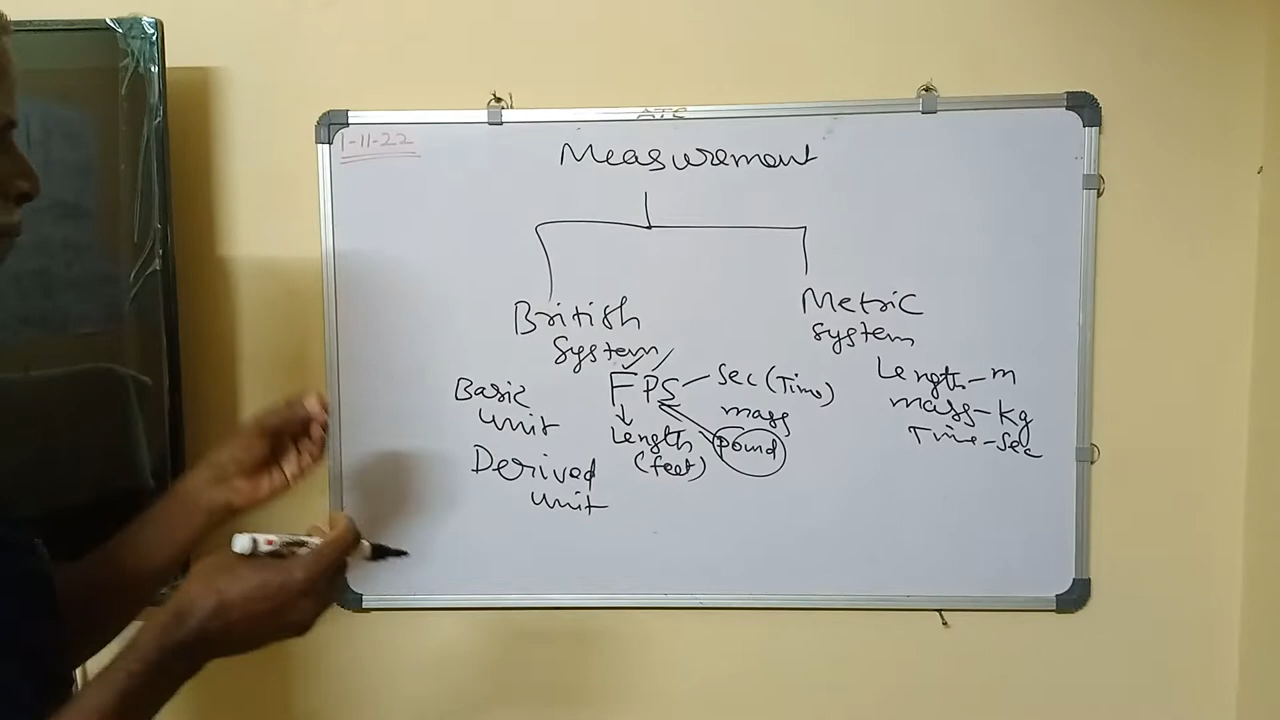 ATC
1-11-22
Measurement
British
System
Metric
System
FPS
Sec (Time)
mass
pound
Length
(feet)
Basic
unit
Derived
unit
Length - m
mass - kg
Time - Sec